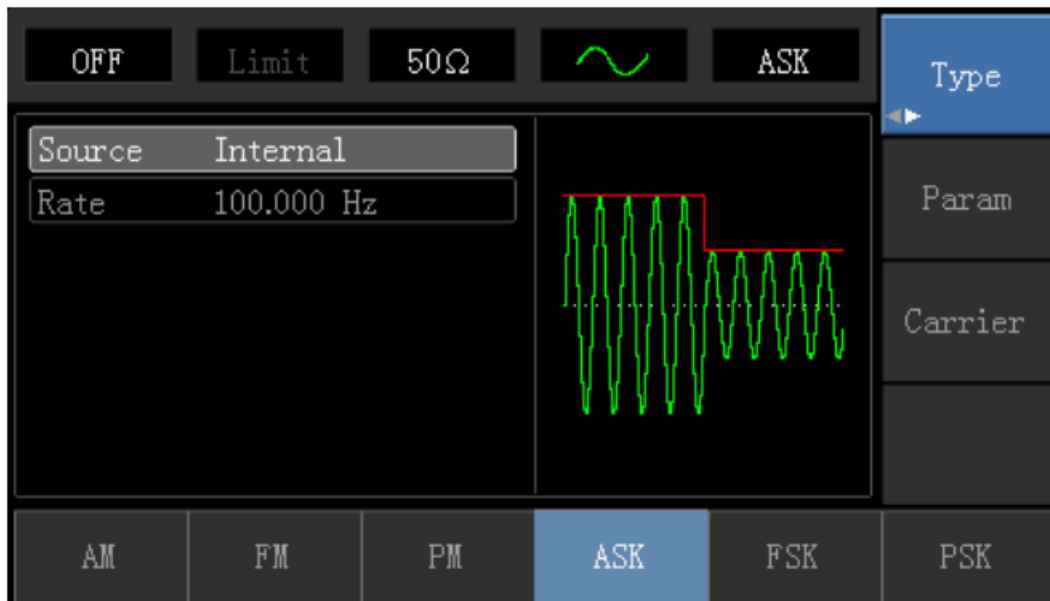 OFF Limit 50Ω ASK
Type
Source Internal
Rate 100.000 Hz
Param
Carrier
AM FM PM ASK FSK PSK